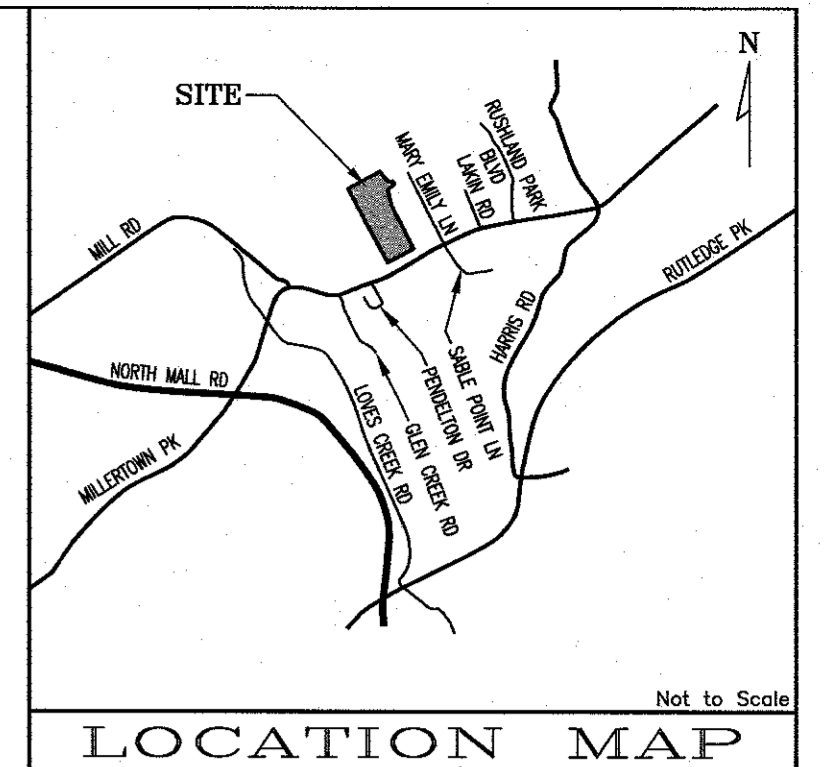 N
SITE
RUSHLAND PARK
BLVD
LAKIN RD
MARY EMILY LN
MILL RD
RUTLEDGE PK
HARRIS RD
NORTH MALL RD
SABLE POINT LN
PENDELTON DR
GLEN CREEK RD
LOVES CREEK RD
MILLERTOWN PK
Not to Scale
LOCATION MAP